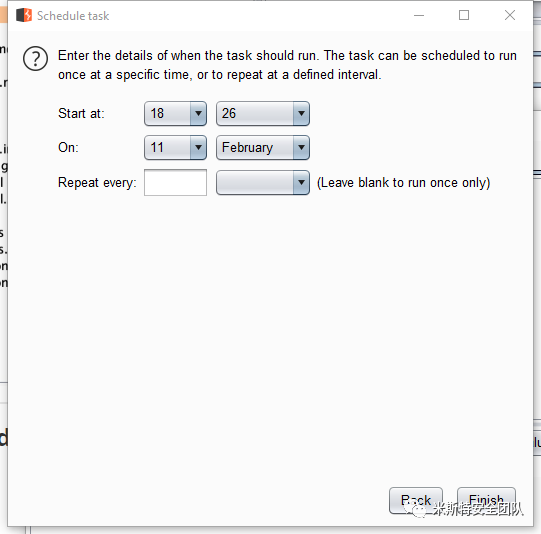 Schedule task
Enter the details of when the task should run. The task can be scheduled to run
once at a specific time, or to repeat at a defined interval.
Start at: 18 26
On: 11 February
Repeat every: (Leave blank to run once only)
Back Finish
米斯特安全团队